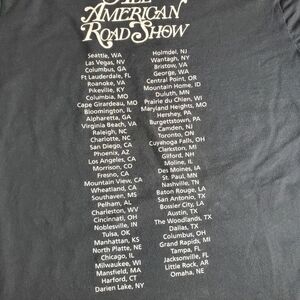 All
American
Road Show
Seattle, WA
Las Vegas, NV
Columbus, GA
Ft Lauderdale, FL
Roanoke, VA
Pikeville, KY
Columbia, MO
Cape Girardeau, MO
Bloomington, IL
Alpharetta, GA
Virginia Beach, VA
Raleigh, NC
Charlotte, NC
San Diego, CA
Phoenix, AZ
Los Angeles, CA
Morrison, CO
Fresno, CA
Mountain View, CA
Wheatland, CA
Southaven, MS
Pelham, AL
Charleston, WV
Cincinnati, OH
Noblesville, IN
Tulsa, OK
Manhattan, KS
North Platte, NE
Chicago, IL
Milwaukee, WI
Mansfield, MA
Harford, CT
Darien Lake, NY
Holmdel, NJ
Wantagh, NY
Bristow, VA
George, WA
Central Point, OR
Mountain Home, ID
Duluth, MN
Prairie du Chien, WI
Maryland Heights, MO
Hershey, PA
Burgettstown, PA
Camden, NJ
Toronto, ON
Cuyahoga Falls, OH
Clarkston, MI
Gilford, NH
Moline, IL
Des Moines, IA
St. Paul, MN
Nashville, TN
Baton Rouge, LA
San Antonio, TX
Bossier City, LA
Austin, TX
The Woodlands, TX
Dallas, TX
Columbus, OH
Grand Rapids, MI
Tampa, FL
Jacksonville, FL
Little Rock, AR
Omaha, NE